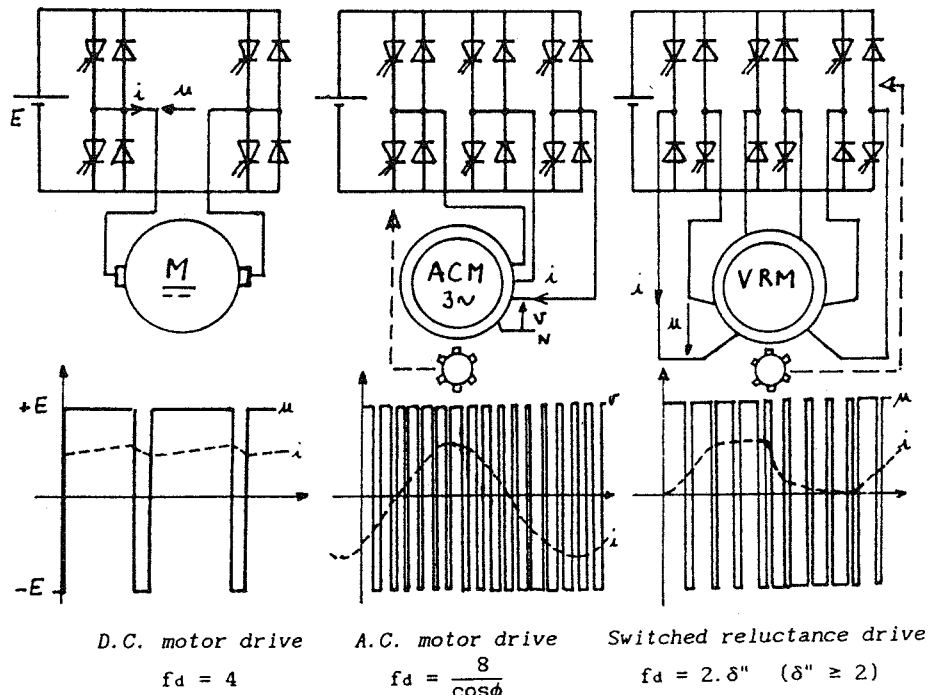 E
i
u
M
ACM
3~
i
v
N
VRM
i
u
+E
-E
u
i
v
i
u
i
D.C. motor drive
fd = 4
A.C. motor drive
fd = 8/cosϕ
Switched reluctance drive
fd = 2.δ" (δ" ≥ 2)